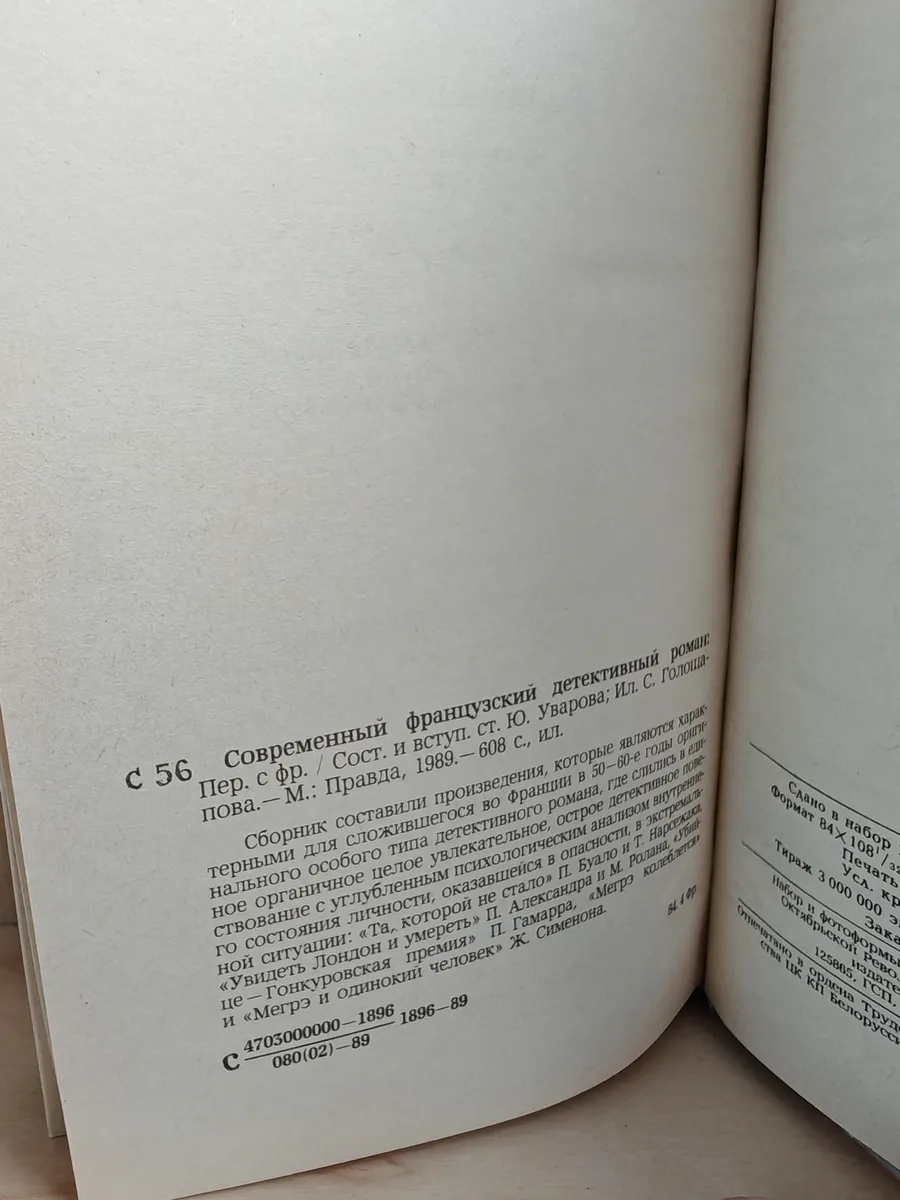 С 56 Современный французский детективный роман:
Пер. с фр. / Сост. и вступ. ст. Ю. Уварова; Ил. С. Голоща-
пова.— М.: Правда, 1989.— 608 с., ил.
Сборник составили произведения, которые являются харак-
терными для сложившегося во Франции в 50—60-е годы ориги-
нального особого типа детективного романа, где слились в еди-
ное органичное целое увлекательное, острое детективное пове-
ствование с углубленным психологическим анализом внутренне-
го состояния личности, оказавшейся в опасности, в экстремаль-
ной ситуации: «Та, которой не стало» П. Буало и Т. Нарсежака,
«Увидеть Лондон и умереть» П. Александра и М. Ролана, «Убий-
це — Гонкуровская премия» П. Гамарра, «Мегрэ колеблется»
и «Мегрэ и одинокий человек» Ж. Сименона.
84. 4 Фр.
С 4703000000—1896 1896—89
080(02)—89
Сдано в набор
Формат 84×108 1/32
Печать
Усл. кр
Тираж 3 000 000 эк
Зака
Набор и фотоформы
Октябрьской Рево
издате
125865, ГСП,
Отпечатано в ордена Труд
ства ЦК КП Белорусси